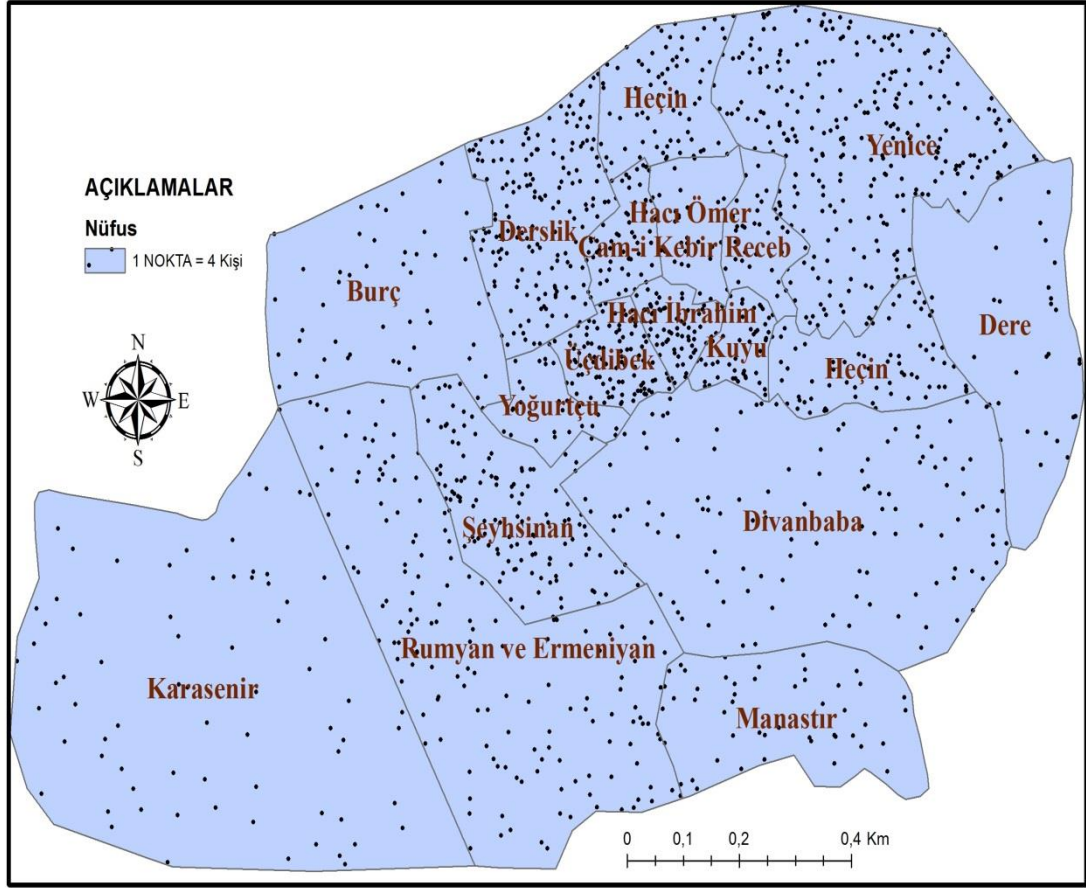 Heçin
Yenice
AÇIKLAMALAR
Nüfus
1 NOKTA = 4 Kişi
Hacı Ömer
Derslik
Cam-i Kebir Receb
Burç
Hacı İbrahim
Dere
Üçdibek
Kuyu
Heçin
N
W E
S
Yoğurtçu
Şeyhsinan
Divanbaba
Rumyan ve Ermeniyan
Karasenir
Manastır
0 0,1 0,2 0,4 Km